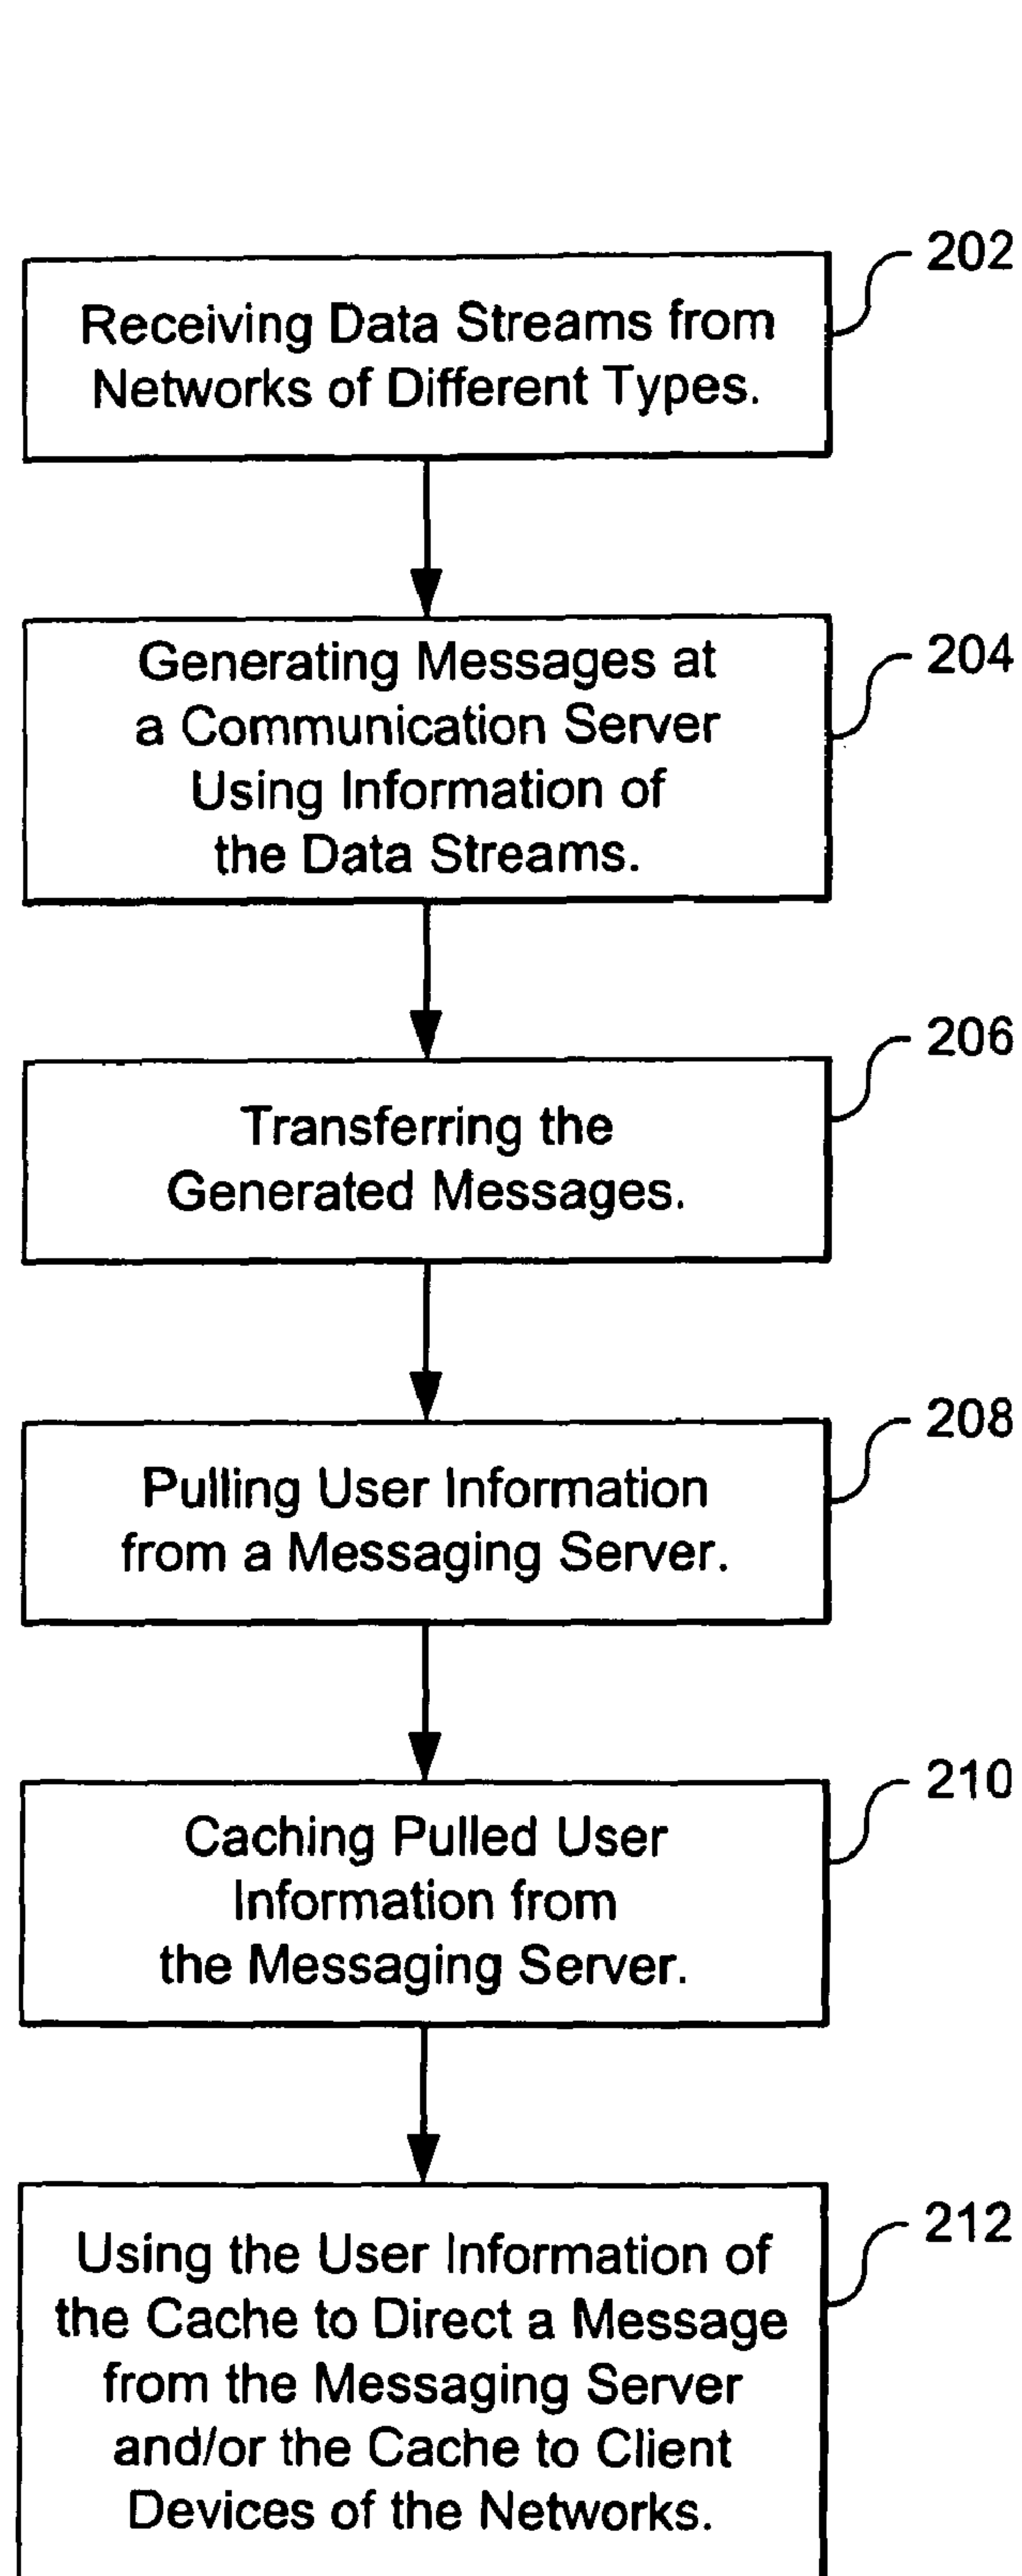 202
Receiving Data Streams from
Networks of Different Types.
204
Generating Messages at
a Communication Server
Using Information of
the Data Streams.
206
Transferring the
Generated Messages.
208
Pulling User Information
from a Messaging Server.
210
Caching Pulled User
Information from
the Messaging Server.
212
Using the User Information of
the Cache to Direct a Message
from the Messaging Server
and/or the Cache to Client
Devices of the Networks.